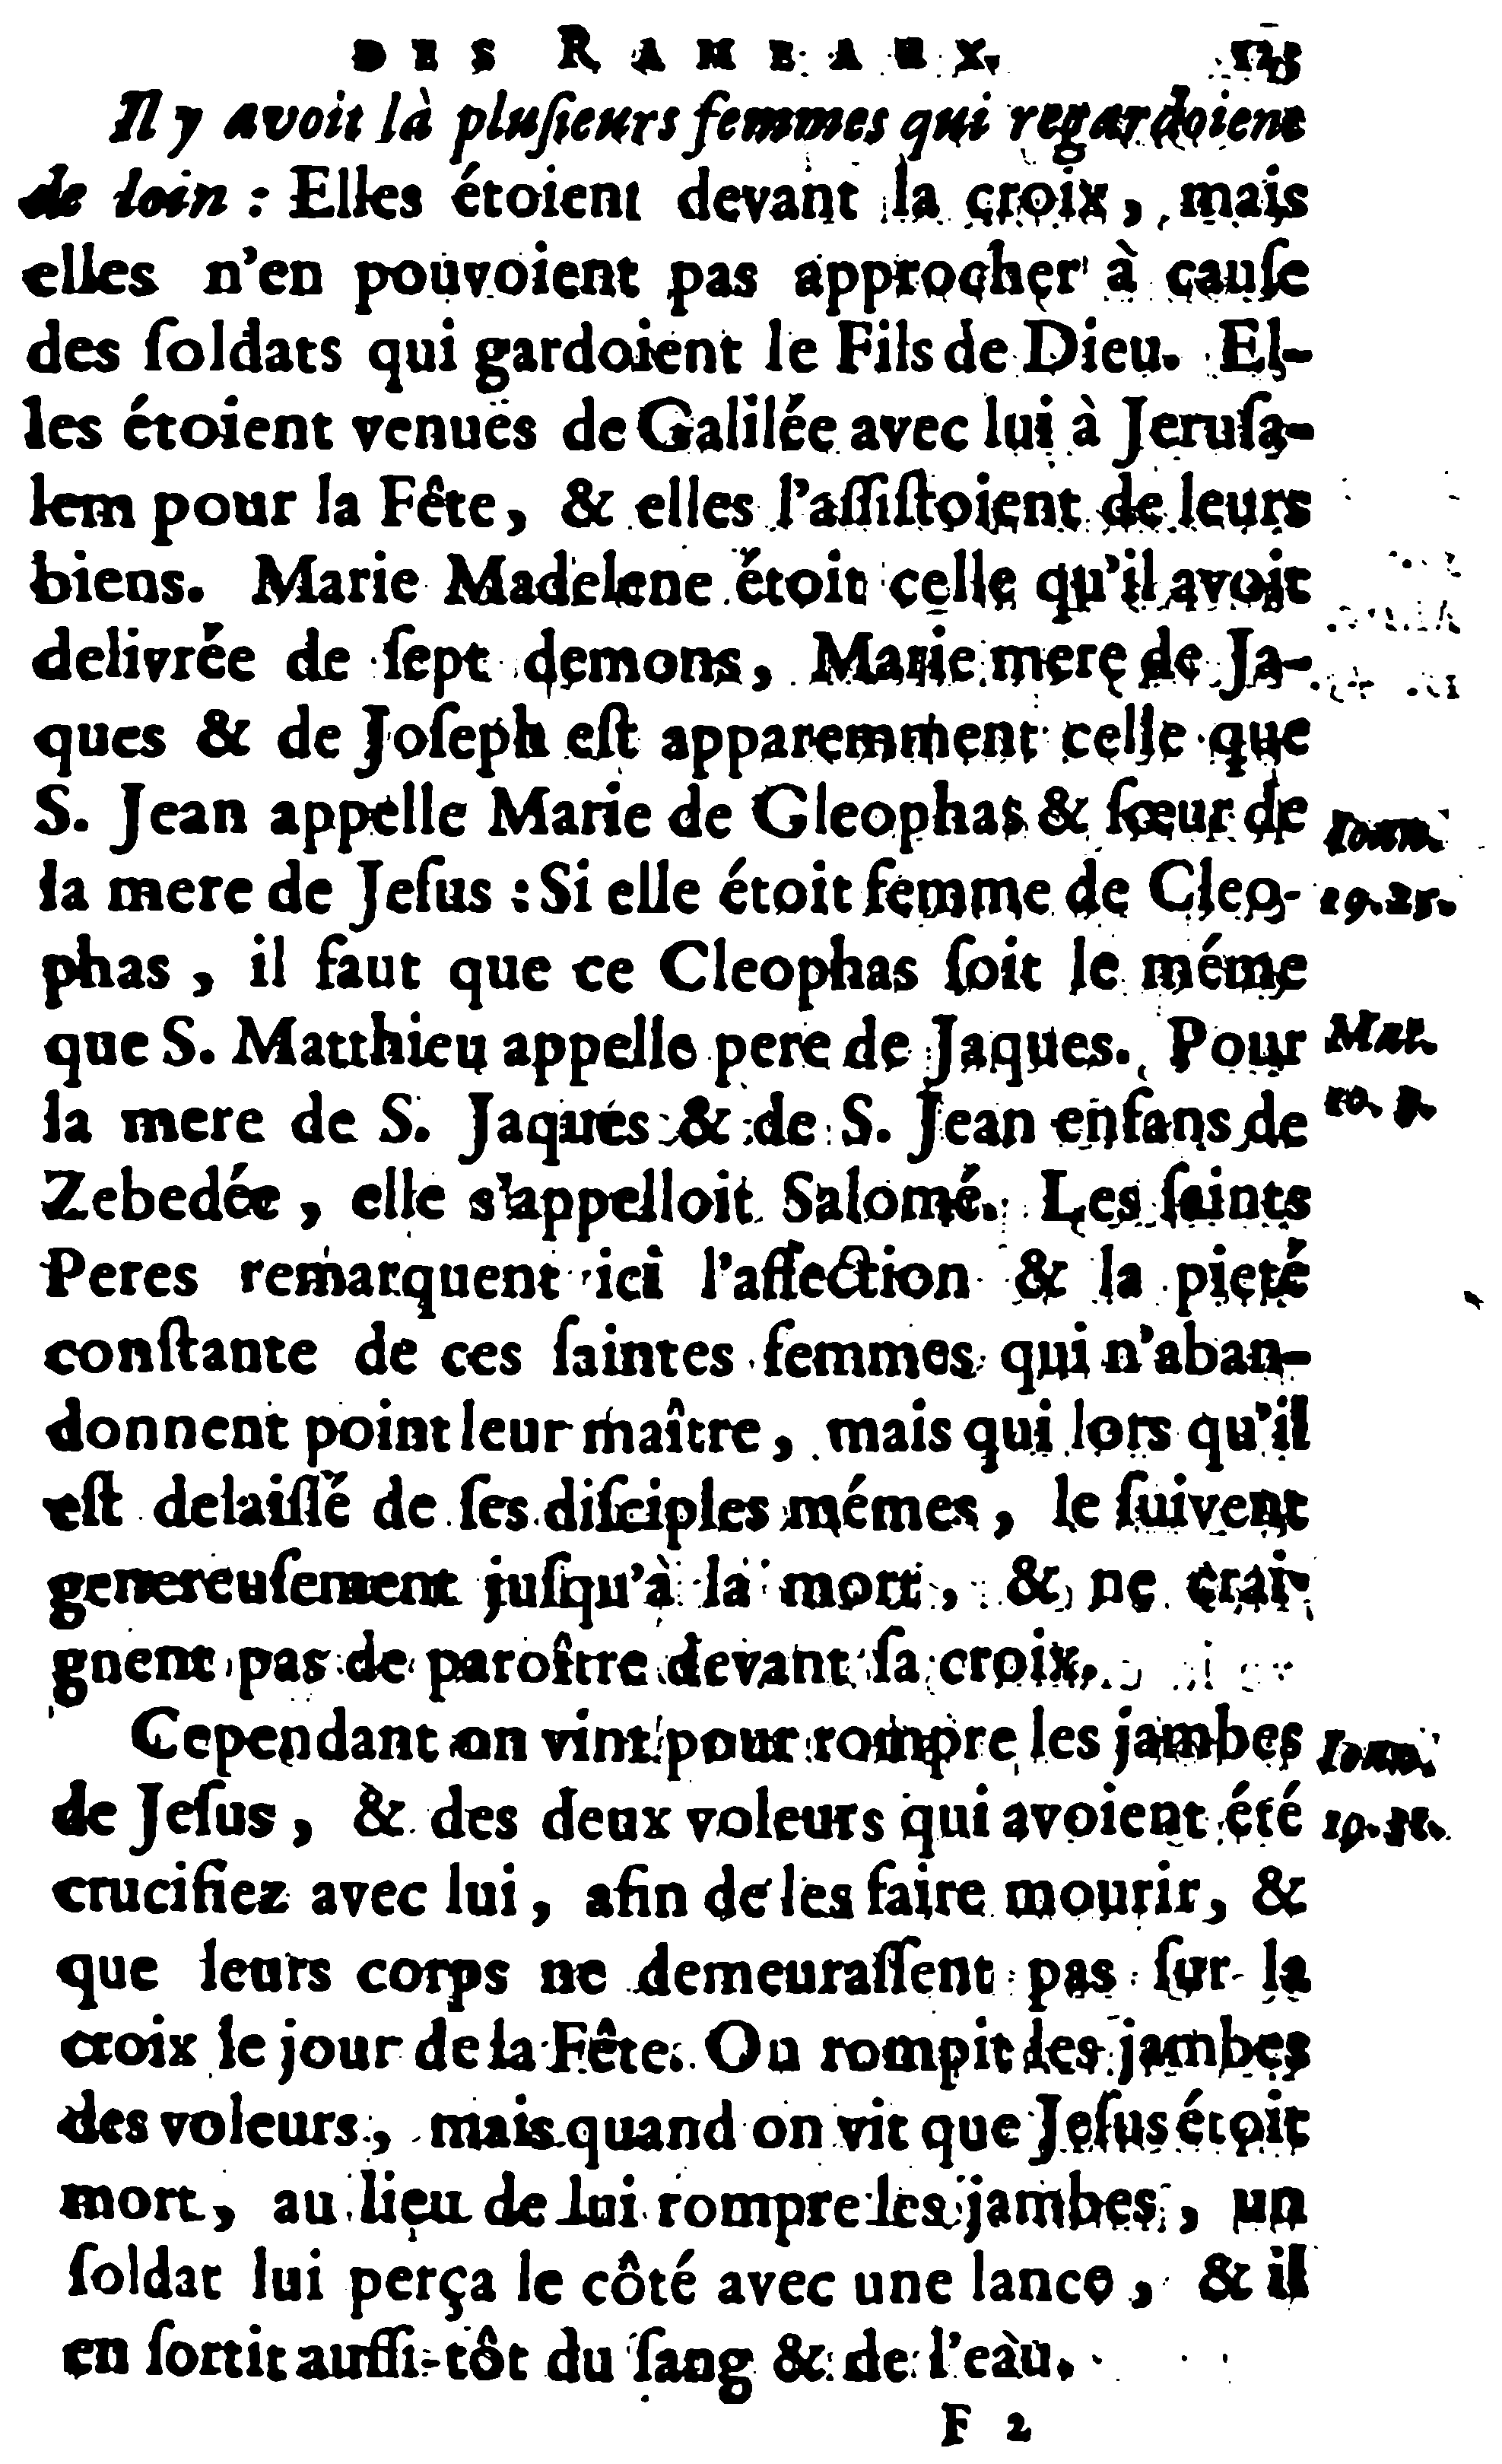 DES RAMEAUX. 123
Il y avoit là pluſieurs femmes qui regardoient
de loin : Elles étoient devant la croix, mais
elles n'en pouvoient pas approcher à cauſe
des ſoldats qui gardoient le Fils de Dieu. El-
les étoient venuës de Galilée avec lui à Jeruſa-
lem pour la Fête, & elles l'aſſiſtoient de leurs
biens. Marie Madelene étoit celle qu'il avoit
delivrée de ſept demons, Marie mere de Ja-
ques & de Joſeph eſt apparemment celle que
S. Jean appelle Marie de Cleophas & ſœur de
Ioan.
la mere de Jeſus : Si elle étoit femme de Cleo-
19.25.
phas, il faut que ce Cleophas ſoit le méme
que S. Matthieu appelle pere de Jaques. Pour
Mat.
la mere de S. Jaques & de S. Jean enfans de
10. 3.
Zebedée, elle s'appelloit Salomé. Les ſaints
Peres remarquent ici l'affection & la pieté
conſtante de ces ſaintes femmes qui n'aban-
donnent point leur maître, mais qui lors qu'il
eſt delaiſſé de ſes diſciples mémes, le ſuivent
genereuſement juſqu'à la mort, & ne crai-
gnent pas de paroître devant ſa croix.
Cependant on vint pour rompre les jambes
Ioan.
de Jeſus, & des deux voleurs qui avoient été
19.31.
crucifiez avec lui, afin de les faire mourir, &
que leurs corps ne demeuraſſent pas ſur la
croix le jour de la Fête. On rompit les jambes
des voleurs, mais quand on vit que Jeſus étoit
mort, au lieu de lui rompre les jambes, un
ſoldat lui perça le côté avec une lance, & il
en ſortit auſſi-tôt du ſang & de l'eau.
F 2